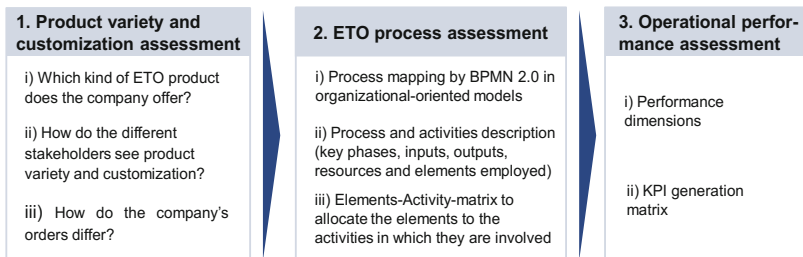 1. Product variety and
customization assessment
i) Which kind of ETO product
does the company offer?
ii) How do the different
stakeholders see product
variety and customization?
iii) How do the company's
orders differ?
2. ETO process assessment
i) Process mapping by BPMN 2.0 in
organizational-oriented models
ii) Process and activities description
(key phases, inputs, outputs,
resources and elements employed)
iii) Elements-Activity-matrix to
allocate the elements to the
activities in which they are involved
3. Operational perfor-
mance assessment
i) Performance
dimensions
ii) KPI generation
matrix